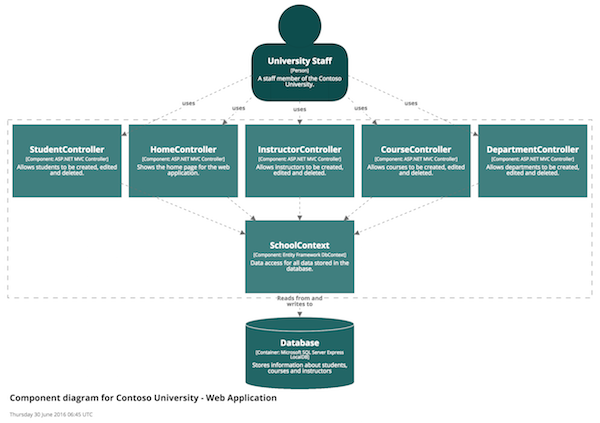 University Staff
[Person]
A staff member of the Contoso
University.
uses
uses
uses
uses
uses
StudentController
[Component: ASP.NET MVC Controller]
Allows students to be created, edited
and deleted.
HomeController
[Component: ASP.NET MVC Controller]
Shows the home page for the web
application.
InstructorController
[Component: ASP.NET MVC Controller]
Allows instructors to be created,
edited and deleted.
CourseController
[Component: ASP.NET MVC Controller]
Allows courses to be created, edited
and deleted.
DepartmentController
[Component: ASP.NET MVC Controller]
Allows departments to be created,
edited and deleted.
SchoolContext
[Component: Entity Framework DbContext]
Data access for all data stored in the
database.
Reads from and
writes to
Database
[Container: Microsoft SQL Server Express
LocalDB]
Stores information about students,
courses and instructors
Component diagram for Contoso University - Web Application
Thursday 30 June 2016 06:45 UTC